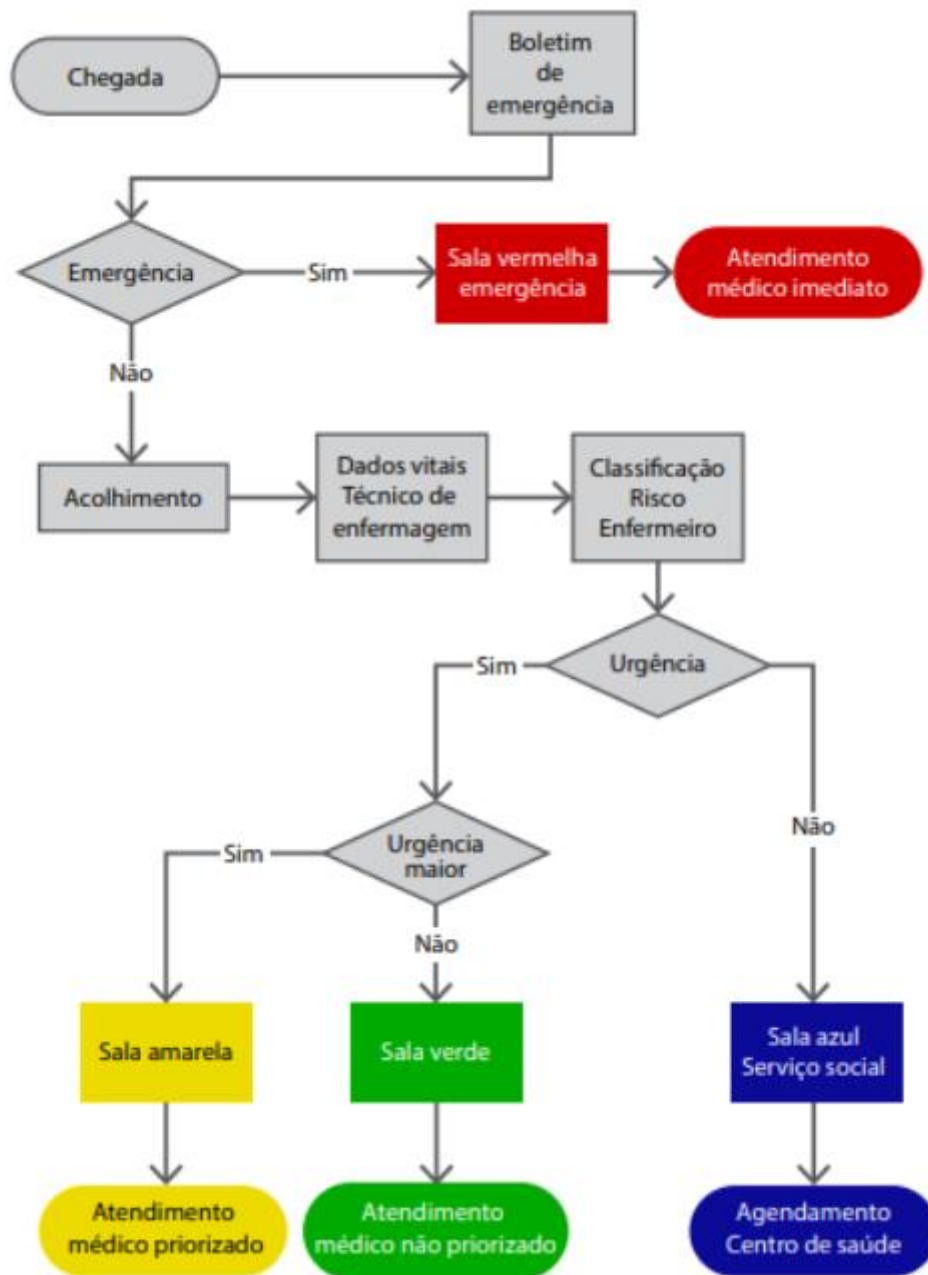 Chegada
Boletim
de
emergência
Emergência
Sim
Sala vermelha
emergência
Atendimento
médico imediato
Não
Acolhimento
Dados vitais
Técnico de
enfermagem
Classificação
Risco
Enfermeiro
Urgência
Sim
Não
Urgência
maior
Sim
Não
Sala amarela
Sala verde
Sala azul
Serviço social
Atendimento
médico priorizado
Atendimento
médico não priorizado
Agendamento
Centro de saúde